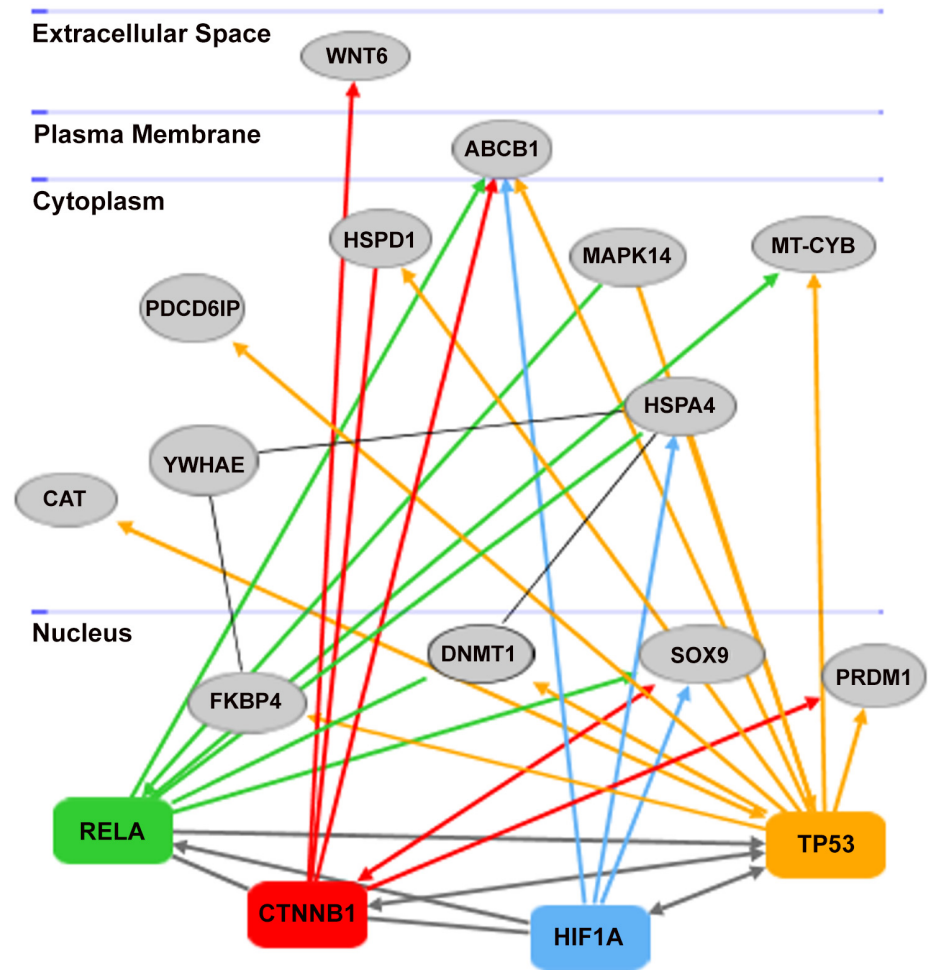 Extracellular Space
WNT6
Plasma Membrane
ABCB1
Cytoplasm
HSPD1
MAPK14
MT-CYB
PDCD6IP
HSPA4
YWHAE
CAT
Nucleus
DNMT1
SOX9
PRDM1
FKBP4
RELA
TP53
CTNNB1
HIF1A